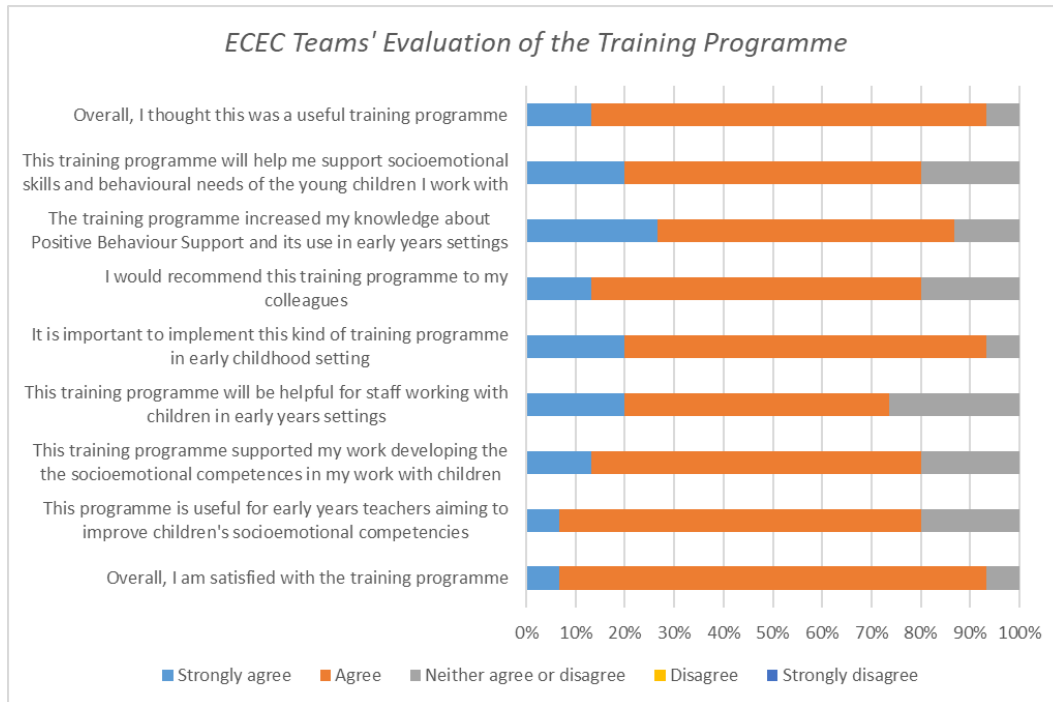 ECEC Teams' Evaluation of the Training Programme
Overall, I thought this was a useful training programme
This training programme will help me support socioemotional
skills and behavioural needs of the young children I work with
The training programme increased my knowledge about
Positive Behaviour Support and its use in early years settings
I would recommend this training programme to my
colleagues
It is important to implement this kind of training programme
in early childhood setting
This training programme will be helpful for staff working with
children in early years settings
This training programme supported my work developing the
the socioemotional competences in my work with children
This programme is useful for early years teachers aiming to
improve children's socioemotional competencies
Overall, I am satisfied with the training programme
0% 10% 20% 30% 40% 50% 60% 70% 80% 90% 100%
Strongly agree Agree Neither agree or disagree Disagree Strongly disagree